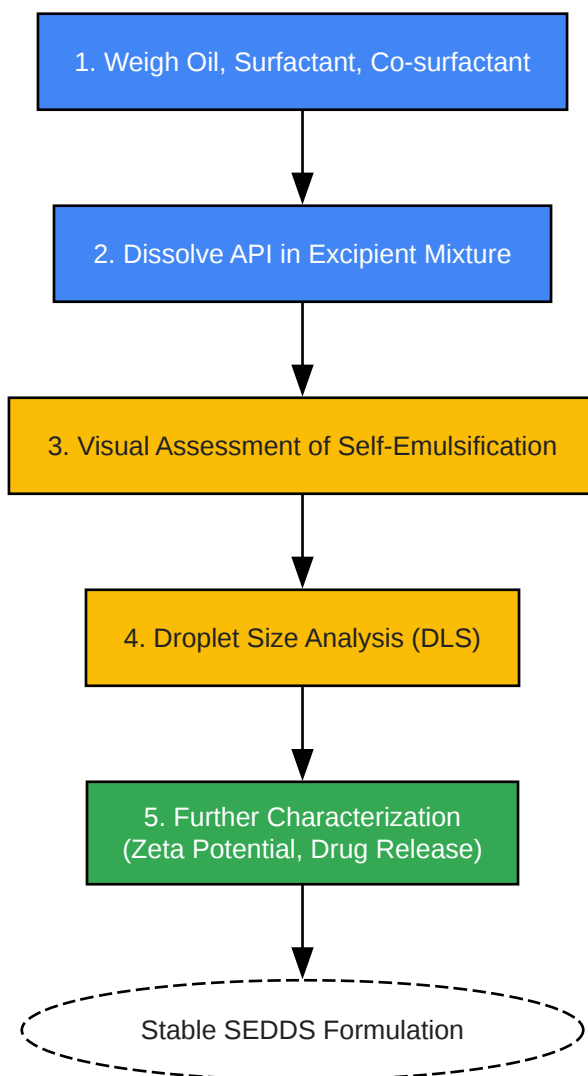 1. Weigh Oil, Surfactant, Co-surfactant
2. Dissolve API in Excipient Mixture
3. Visual Assessment of Self-Emulsification
4. Droplet Size Analysis (DLS)
5. Further Characterization
(Zeta Potential, Drug Release)
Stable SEDDS Formulation